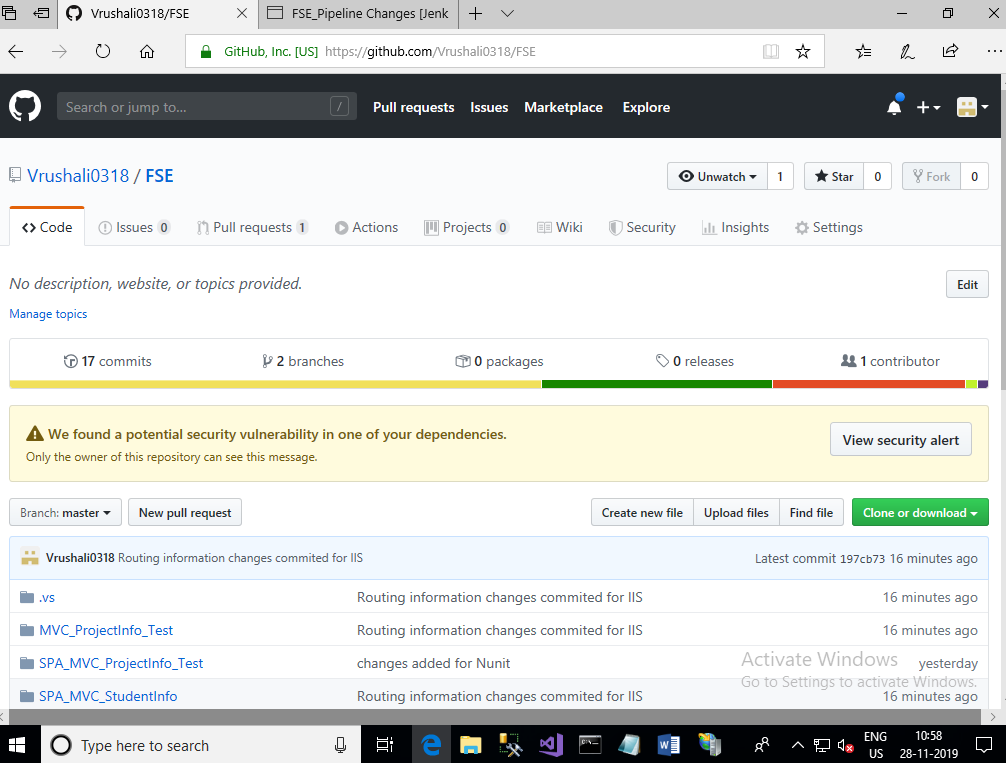 Vrushali0318/FSE
FSE_Pipeline Changes [Jenk
GitHub, Inc. [US] https://github.com/Vrushali0318/FSE
Search or jump to... /
Pull requests Issues Marketplace Explore
Vrushali0318 / FSE
Unwatch 1 Star 0 Fork 0
Code Issues 0 Pull requests 1 Actions Projects 0 Wiki Security Insights Settings
No description, website, or topics provided. Edit
Manage topics
17 commits 2 branches 0 packages 0 releases 1 contributor
We found a potential security vulnerability in one of your dependencies.
Only the owner of this repository can see this message.
View security alert
Branch: master New pull request Create new file Upload files Find file Clone or download
Vrushali0318 Routing information changes commited for IIS Latest commit 197cb73 16 minutes ago
.vs Routing information changes commited for IIS 16 minutes ago
MVC_ProjectInfo_Test Routing information changes commited for IIS 16 minutes ago
SPA_MVC_ProjectInfo_Test changes added for Nunit yesterday
SPA_MVC_StudentInfo Routing information changes commited for IIS 16 minutes ago
Activate Windows
Go to Settings to activate Windows.
Type here to search
ENG
US
10:58
28-11-2019